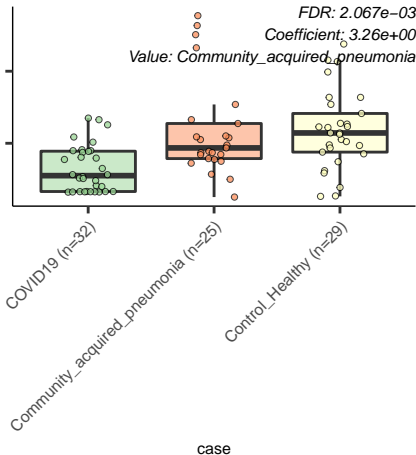 FDR: 2.067e−03
Coefficient: 3.26e+00
Value: Community_acquired_pneumonia
COVID19 (n=32)
Community_acquired_pneumonia (n=25)
Control_Healthy (n=29)
case